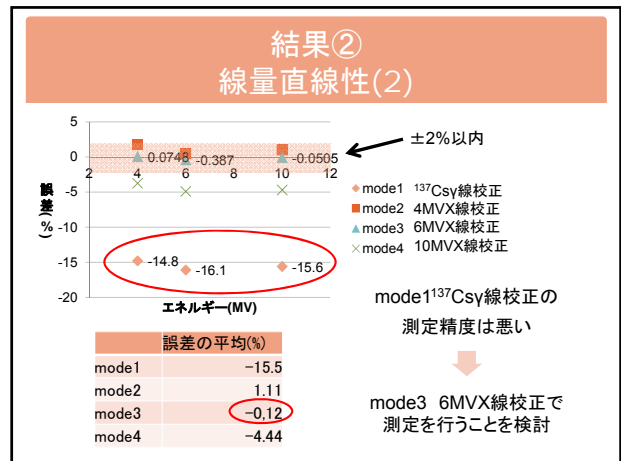 結果②
線量直線性(2)
5
0
-5
-10
-15
-20
2
4
6
8
10
12
0.0748
-0.387
-0.0505
-14.8
-16.1
-15.6
誤差(%)
エネルギー(MV)
±2%以内
mode1 ¹³⁷Csγ線校正
mode2 4MVX線校正
mode3 6MVX線校正
mode4 10MVX線校正
誤差の平均(%)
mode1 -15.5
mode2 1.11
mode3 -0,12
mode4 -4.44
mode1¹³⁷Csγ線校正の
測定精度は悪い
mode3 6MVX線校正で
測定を行うことを検討